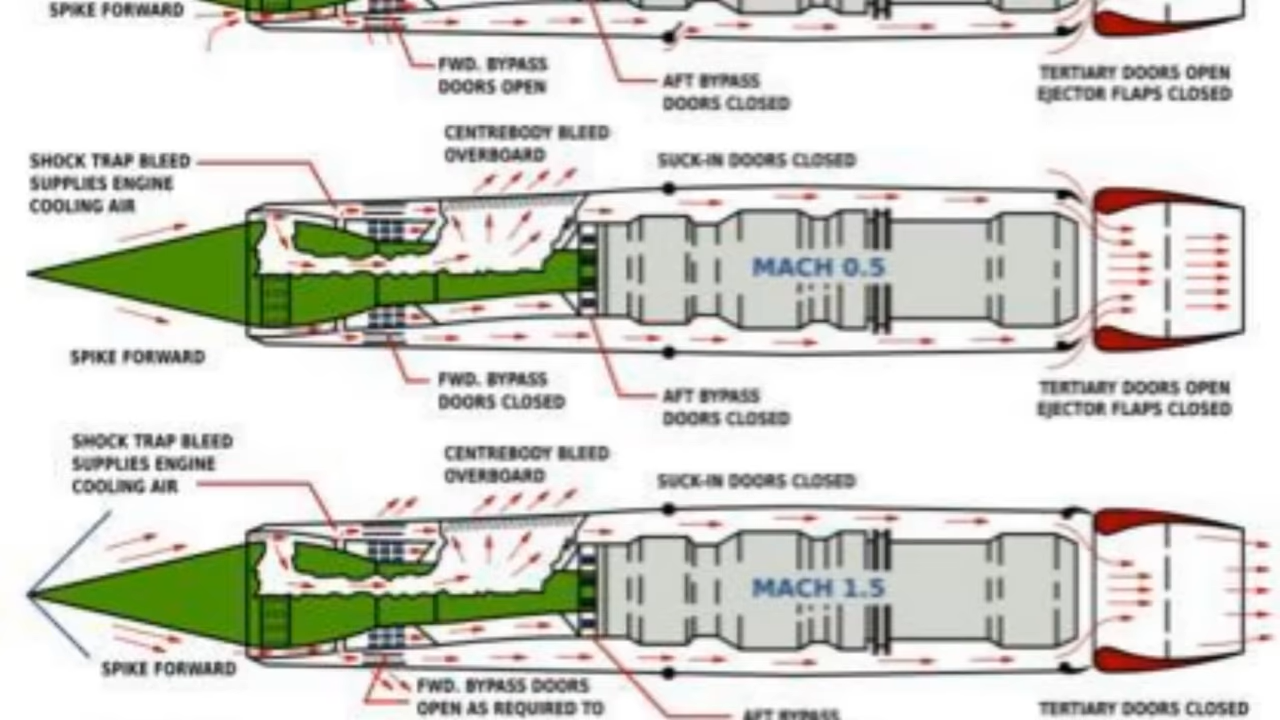 SPIKE FORWARD
FWD. BYPASS
DOORS OPEN
AFT BYPASS
DOORS CLOSED
TERTIARY DOORS OPEN
EJECTOR FLAPS CLOSED
CENTREBODY BLEED
OVERBOARD
SHOCK TRAP BLEED
SUPPLIES ENGINE
COOLING AIR
SUCK-IN DOORS CLOSED
MACH 0.5
SPIKE FORWARD
FWD. BYPASS
DOORS CLOSED
AFT BYPASS
DOORS CLOSED
TERTIARY DOORS OPEN
EJECTOR FLAPS CLOSED
SHOCK TRAP BLEED
SUPPLIES ENGINE
COOLING AIR
CENTREBODY BLEED
OVERBOARD
SUCK-IN DOORS CLOSED
MACH 1.5
SPIKE FORWARD
FWD. BYPASS DOORS
OPEN AS REQUIRED TO
AFT BYPASS
TERTIARY DOORS CLOSED